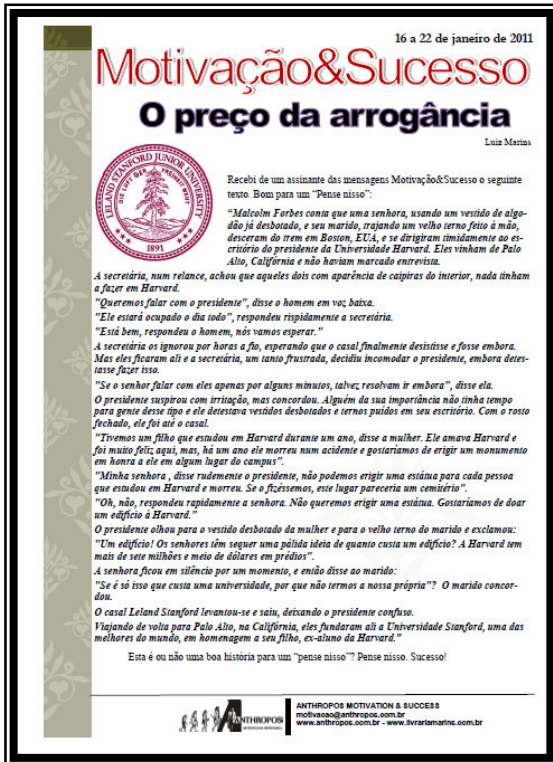 16 a 22 de janeiro de 2011
Motivação&Sucesso
O preço da arrogância
Luiz Marins
LELAND STANFORD JUNIOR UNIVERSITY
DIE LUFT DER FREIHEIT WEHT
1891
Recebi de um assinante das mensagens Motivação&Sucesso o seguinte
texto. Bom para um “Pense nisso”:
“Malcolm Forbes conta que uma senhora, usando um vestido de algo-
dão já desbotado, e seu marido, trajando um velho terno feito à mão,
desceram do trem em Boston, EUA, e se dirigiram timidamente ao es-
critório do presidente da Universidade Harvard. Eles vinham de Palo
Alto, Califórnia e não haviam marcado entrevista.
A secretária, num relance, achou que aqueles dois com aparência de caipiras do interior, nada tinham
a fazer em Harvard.
"Queremos falar com o presidente", disse o homem em voz baixa.
"Ele estará ocupado o dia todo", respondeu rispidamente a secretária.
"Está bem, respondeu o homem, nós vamos esperar."
A secretária os ignorou por horas a fio, esperando que o casal finalmente desistisse e fosse embora.
Mas eles ficaram ali e a secretária, um tanto frustrada, decidiu incomodar o presidente, embora detes-
tasse fazer isso.
"Se o senhor falar com eles apenas por alguns minutos, talvez resolvam ir embora", disse ela.
O presidente suspirou com irritação, mas concordou. Alguém da sua importância não tinha tempo
para gente desse tipo e ele detestava vestidos desbotados e ternos puídos em seu escritório. Com o rosto
fechado, ele foi até o casal.
"Tivemos um filho que estudou em Harvard durante um ano, disse a mulher. Ele amava Harvard e
foi muito feliz aqui, mas, há um ano ele morreu num acidente e gostaríamos de erigir um monumento
em honra a ele em algum lugar do campus".
"Minha senhora , disse rudemente o presidente, não podemos erigir uma estátua para cada pessoa
que estudou em Harvard e morreu. Se o fizéssemos, este lugar pareceria um cemitério".
"Oh, não, respondeu rapidamente a senhora. Não queremos erigir uma estátua. Gostaríamos de doar
um edifício à Harvard."
O presidente olhou para o vestido desbotado da mulher e para o velho terno do marido e exclamou:
"Um edifício! Os senhores têm sequer uma pálida ideia de quanto custa um edifício? A Harvard tem
mais de sete milhões e meio de dólares em prédios".
A senhora ficou em silêncio por um momento, e então disse ao marido:
"Se é só isso que custa uma universidade, por que não termos a nossa própria"? O marido concor-
dou.
O casal Leland Stanford levantou-se e saiu, deixando o presidente confuso.
Viajando de volta para Palo Alto, na Califórnia, eles fundaram ali a Universidade Stanford, uma das
melhores do mundo, em homenagem a seu filho, ex-aluno da Harvard.”
Esta é ou não uma boa história para um “pense nisso”? Pense nisso. Sucesso!
ANTHROPOS
ANTHROPOS MOTIVATION & SUCCESS
motivacao@anthropos.com.br
www.anthropos.com.br - www.livrariamarins.com.br